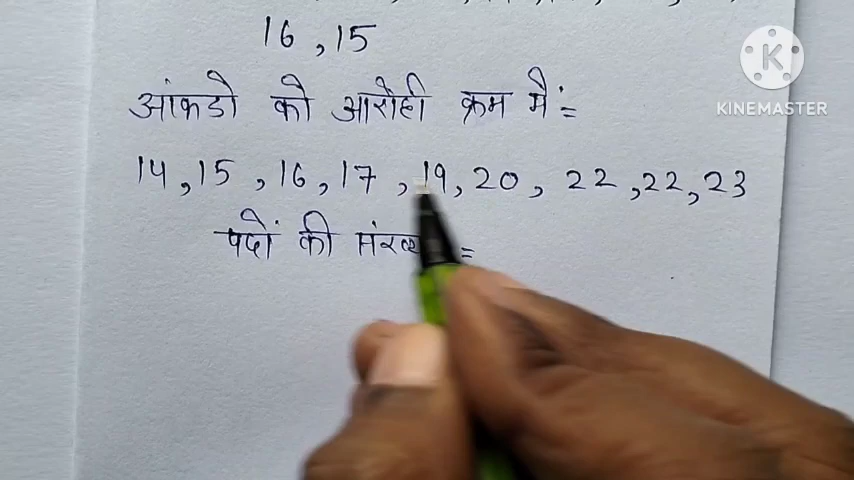 16, 15
आंकडो को आरोही क्रम में:=
14, 15, 16, 17, 19, 20, 22, 22, 23
पदों की =
K
KINEMASTER